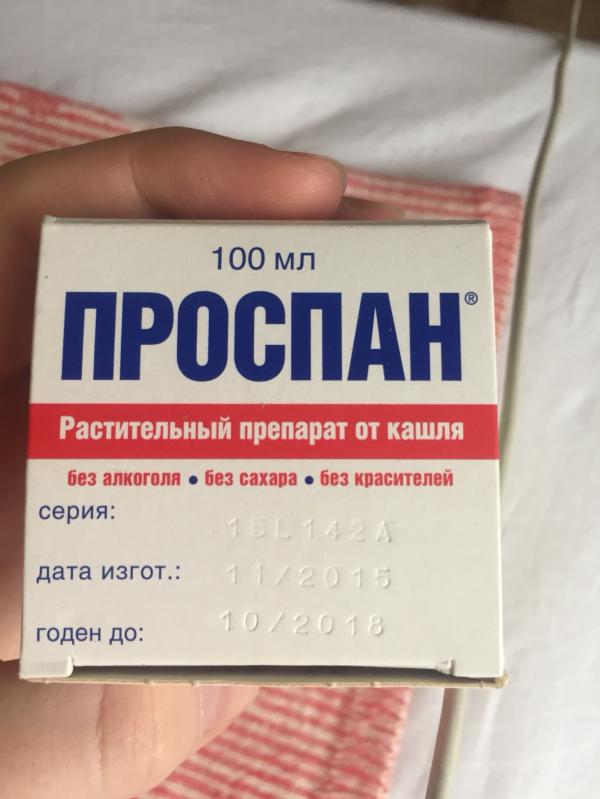 100 мл
ПРОСПАН®
Растительный препарат от кашля
без алкоголя • без сахара • без красителей
серия: 15L142A
дата изгот.: 11/2015
годен до: 10/2018